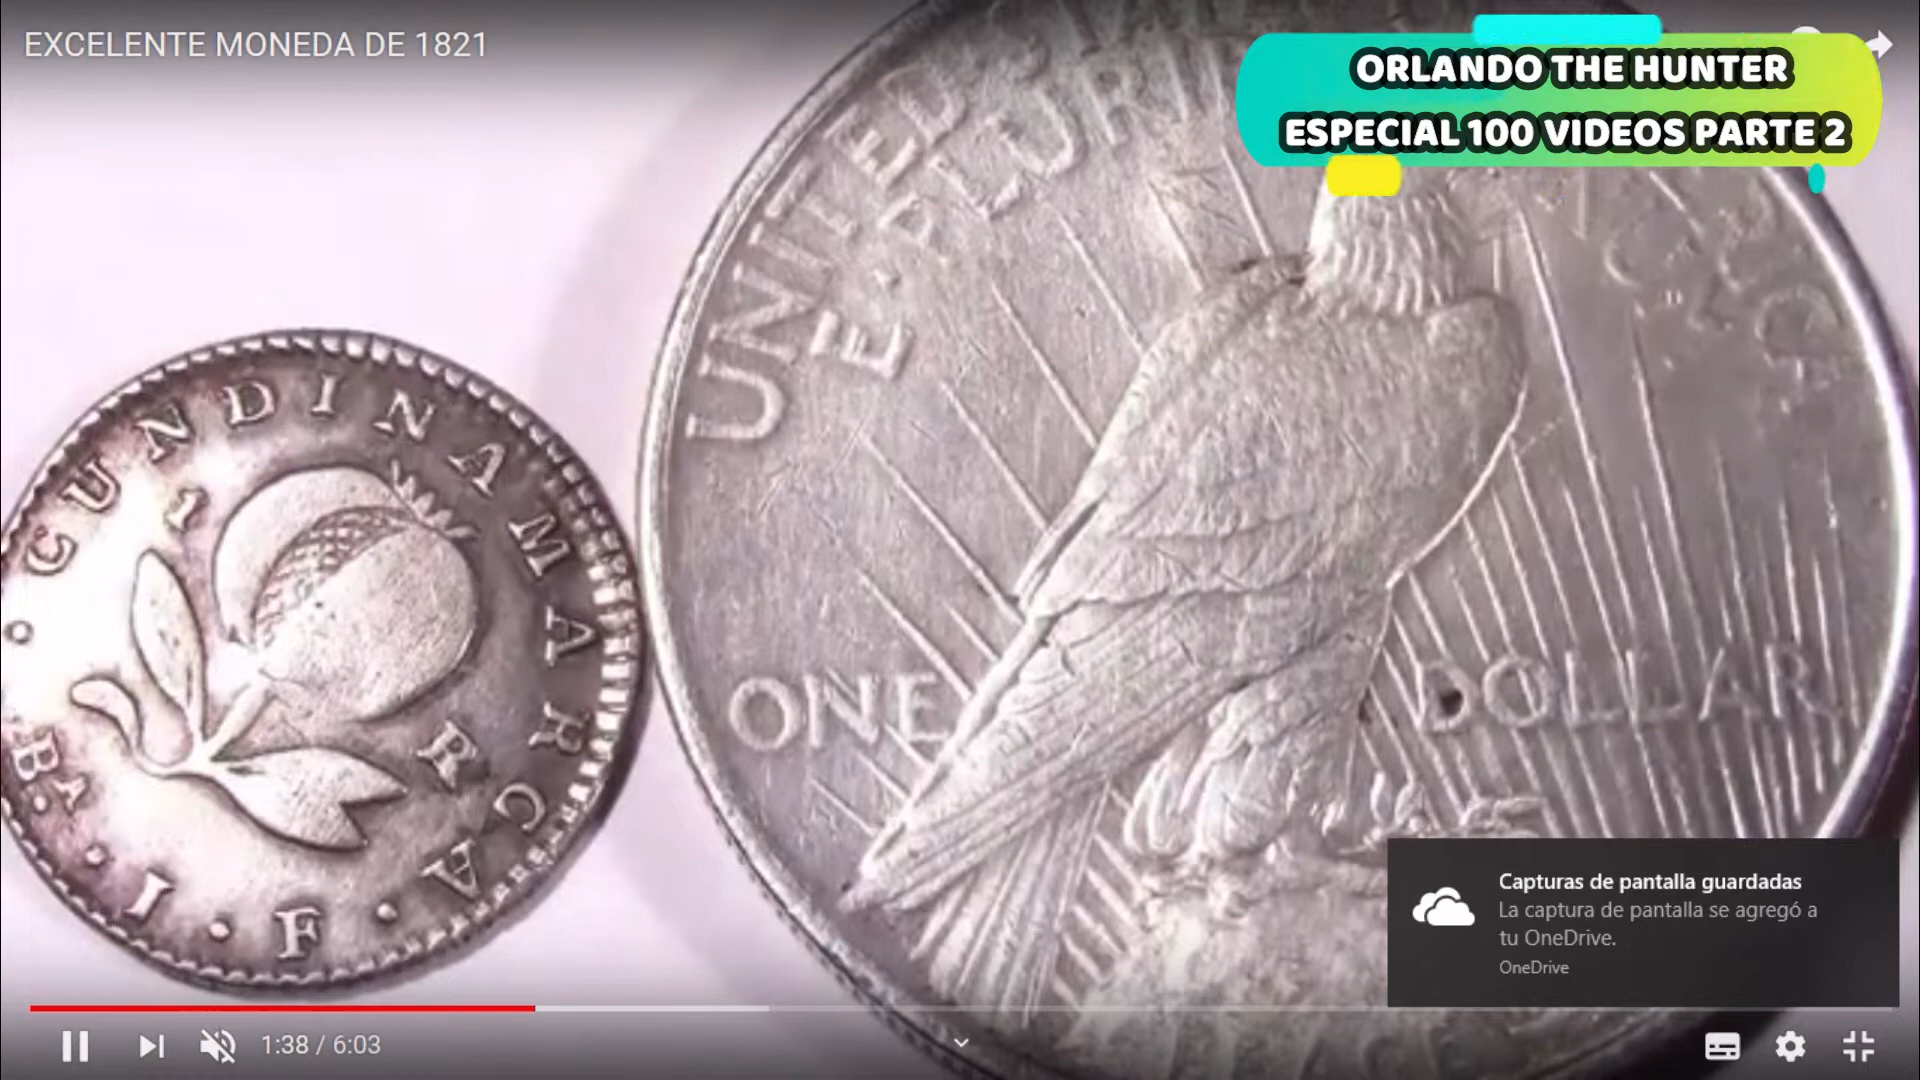 EXCELENTE MONEDA DE 1821
ORLANDO THE HUNTER
ESPECIAL 100 VIDEOS PARTE 2
UNITED
E · PLURI
CUNDINAMARCA
R
BA · I · F ·
ONE
DOLLAR
Capturas de pantalla guardadas
La captura de pantalla se agregó a
tu OneDrive.
OneDrive
1:38 / 6:03